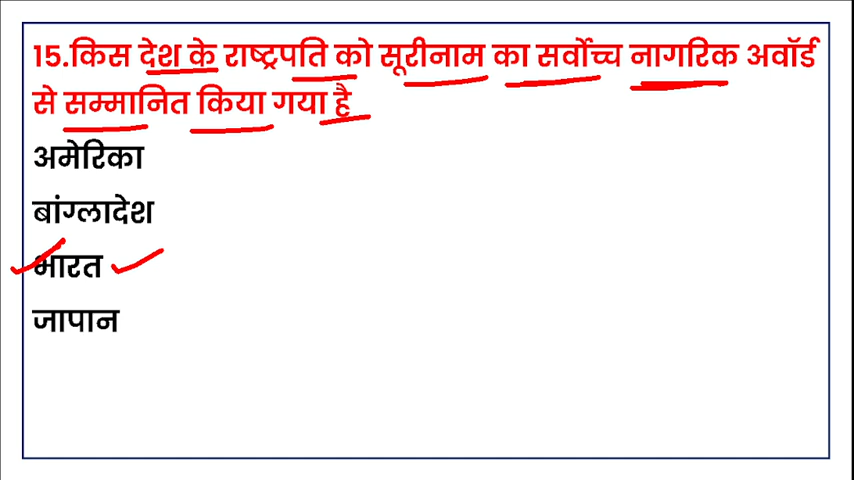 15.किस देश के राष्ट्रपति को सूरीनाम का सर्वोच्च नागरिक अवॉर्ड
से सम्मानित किया गया है
अमेरिका
बांग्लादेश
भारत
जापान